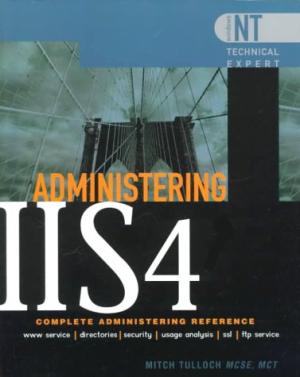 windows
NT
TECHNICAL
EXPERT
ADMINISTERING
IIS4
COMPLETE ADMINISTERING REFERENCE
www service | directories | security | usage analysis | ssl | ftp service
MITCH TULLOCH MCSE, MCT